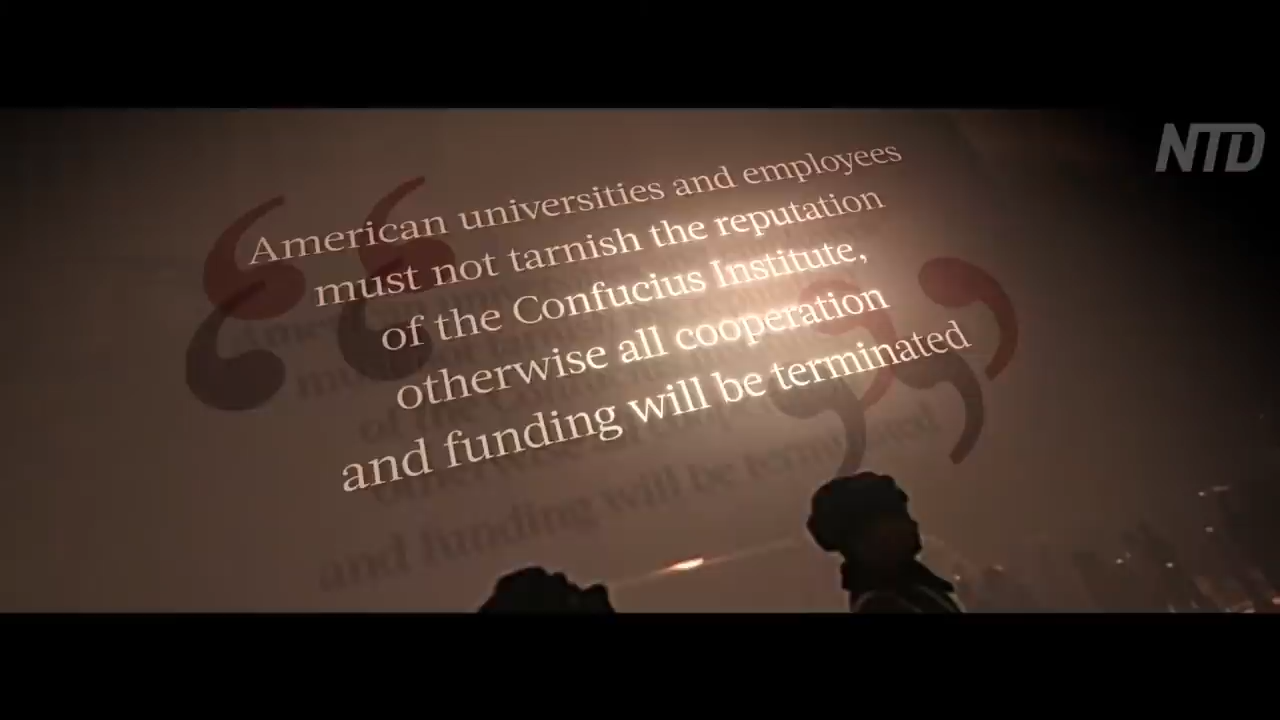 NTD
American universities and employees
must not tarnish the reputation
of the Confucius Institute,
otherwise all cooperation
and funding will be terminated